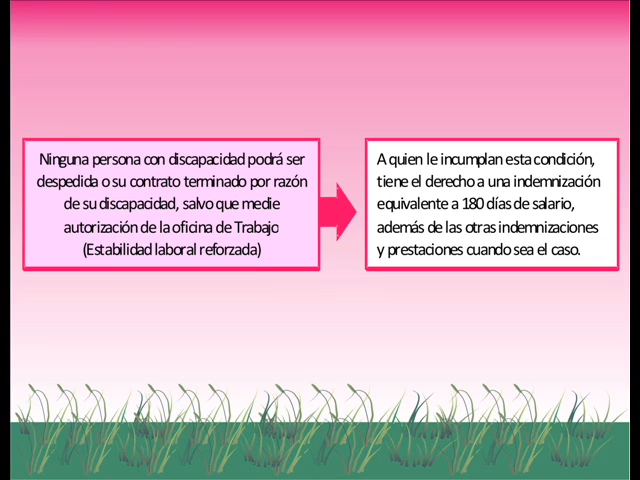 Ninguna persona con discapacidad podrá ser
despedida o su contrato terminado por razón
de su discapacidad, salvo que medie
autorización de la oficina de Trabajo
(Estabilidad laboral reforzada)
A quien le incumplan esta condición,
tiene el derecho a una indemnización
equivalente a 180 días de salario,
además de las otras indemnizaciones
y prestaciones cuando sea el caso.